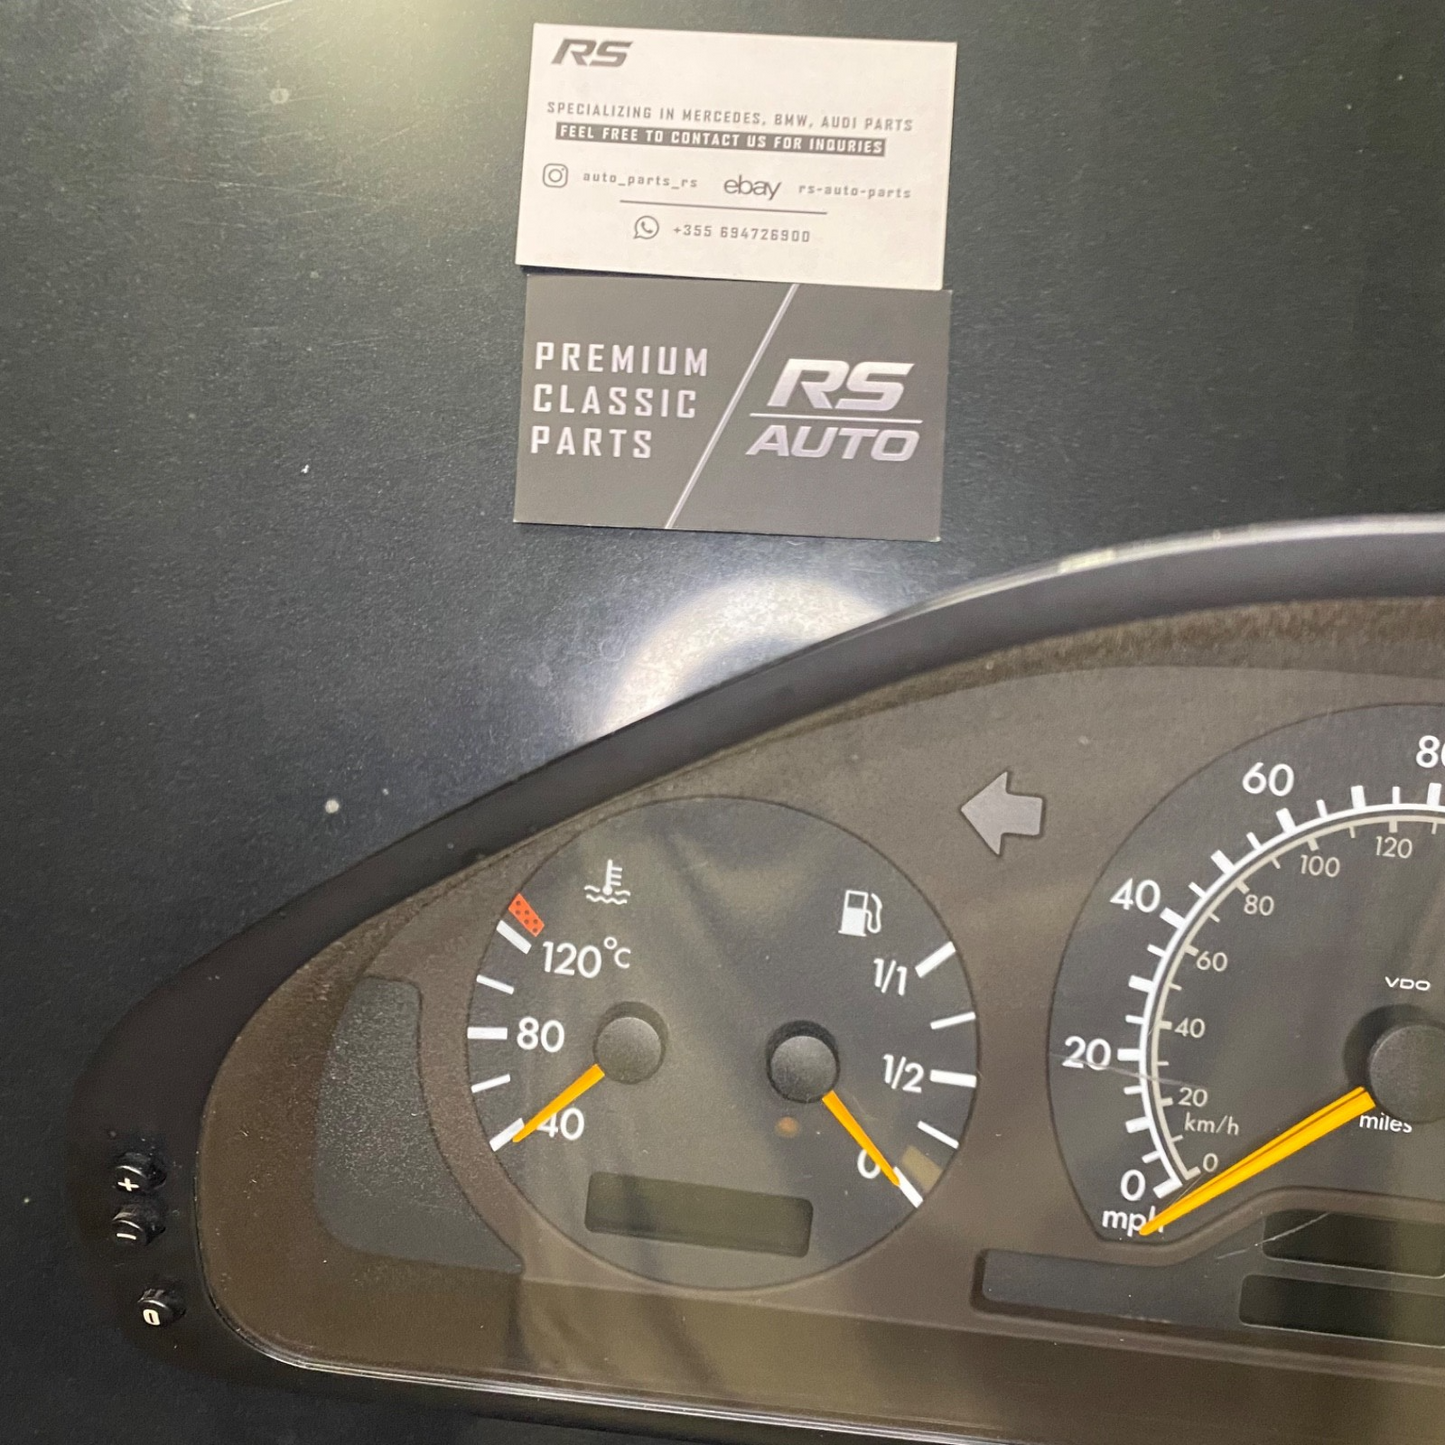 RS
SPECIALIZING IN MERCEDES, BMW, AUDI PARTS
FEEL FREE TO CONTACT US FOR INQURIES
auto_parts_rs ebay rs-auto-parts
+355 694726900
PREMIUM
CLASSIC
PARTS
RS
AUTO
120°C
80
40
1/1
1/2
0
80
60
40
20
0
mph
120
100
80
60
40
20
km/h
0
VDO
miles
+
−
0